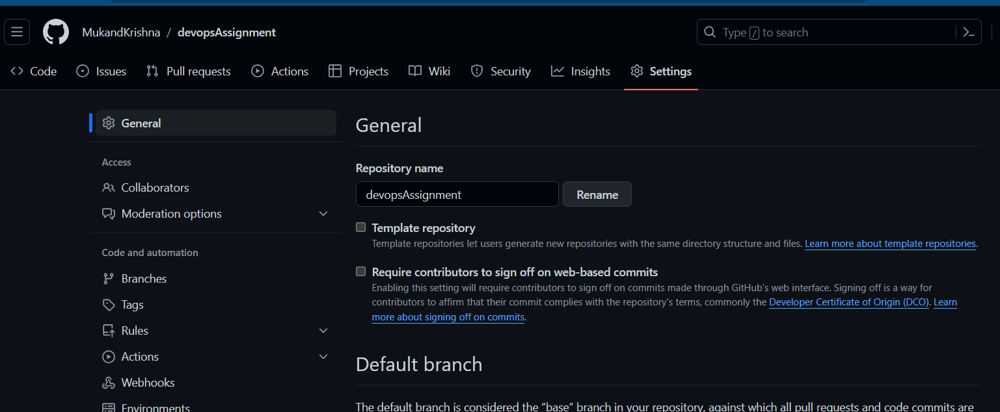 MukandKrishna / devopsAssignment
Type / to search
Code Issues Pull requests Actions Projects Wiki Security Insights Settings
General
Access
Collaborators
Moderation options
Code and automation
Branches
Tags
Rules
Actions
Webhooks
Environments
General
Repository name
devopsAssignment Rename
Template repository
Template repositories let users generate new repositories with the same directory structure and files. Learn more about template repositories.
Require contributors to sign off on web-based commits
Enabling this setting will require contributors to sign off on commits made through GitHub's web interface. Signing off is a way for
contributors to affirm that their commit complies with the repository's terms, commonly the Developer Certificate of Origin (DCO). Learn
more about signing off on commits.
Default branch
The default branch is considered the “base” branch in your repository, against which all pull requests and code commits are